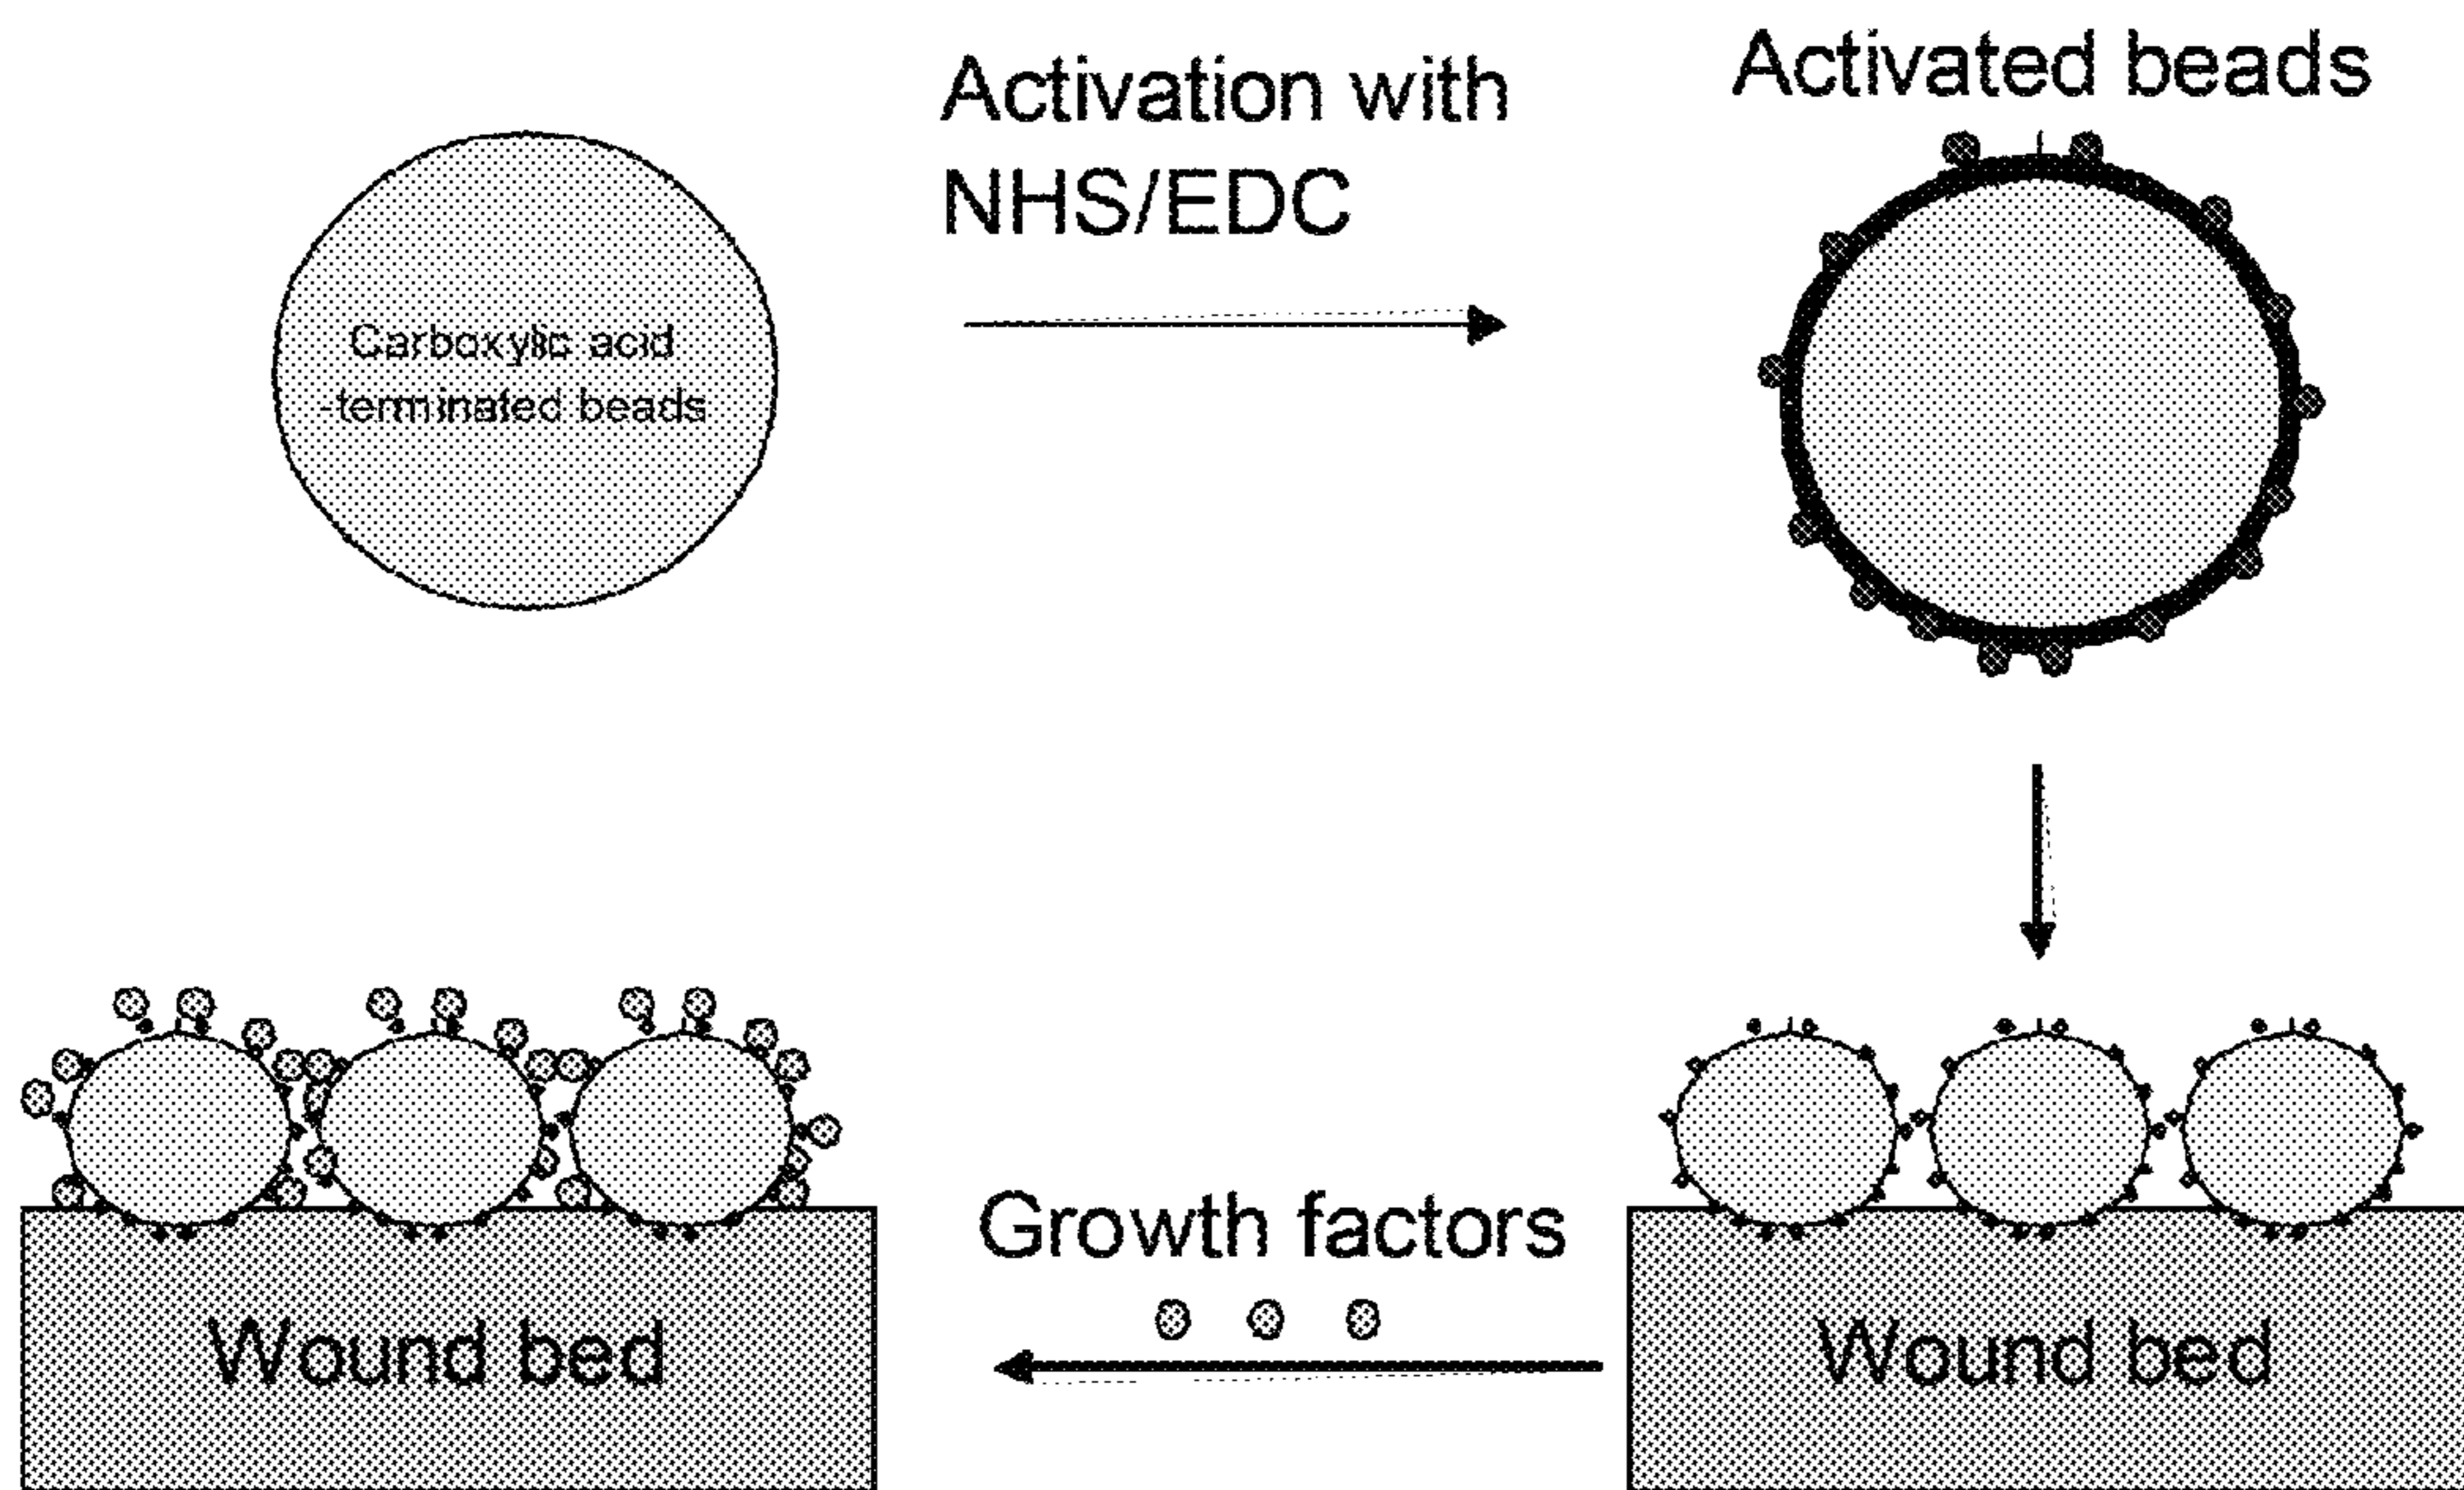 Activation with
NHS/EDC
Activated beads
Carboxylic acid
-terminated beads
Growth factors
Wound bed
Wound bed